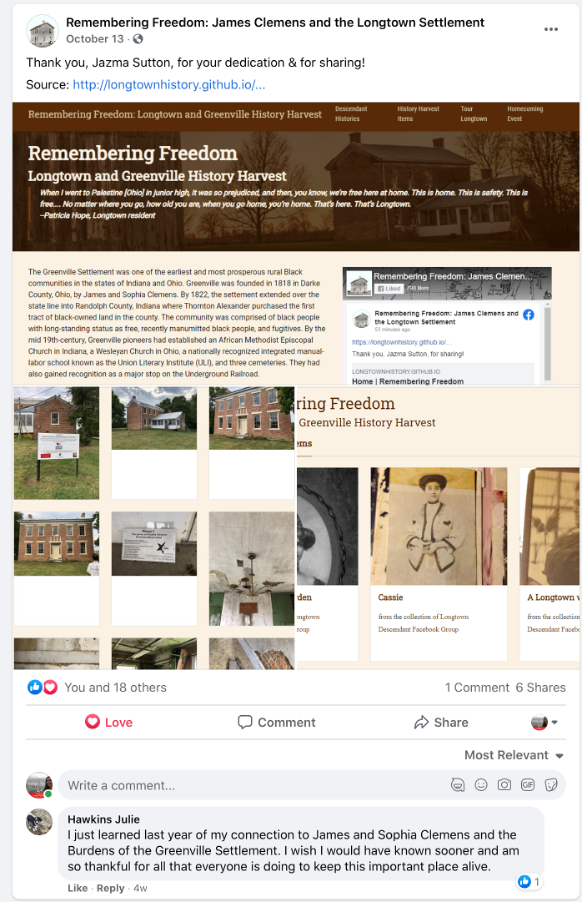 Remembering Freedom: James Clemens and the Longtown Settlement
October 13 ·
Thank you, Jazma Sutton, for your dedication & for sharing!
Source: http://longtownhistory.github.io/...
Remembering Freedom: Longtown and Greenville History Harvest
Descendant Histories
History Harvest Items
Tour Longtown
Homecoming Event
Remembering Freedom
Longtown and Greenville History Harvest
When I went to Palestine [Ohio] in junior high, it was so prejudiced, and then, you know, we're free here at home. This is home. This is safety. This is
free.... No matter where you go, how old you are, when you go home, you're home. That's here. That's Longtown.
–Patricia Hope, Longtown resident
The Greenville Settlement was one of the earliest and most prosperous rural Black
communities in the states of Indiana and Ohio. Greenville was founded in 1818 in Darke
County, Ohio, by James and Sophia Clemens. By 1822, the settement extended over the
state line into Randolph County, Indiana where Thornton Alexander purchased the first
tract of black-owned land in the county. The community was comprised of black people
with long-standing status as free, recently manumitted black people, and fugitives. By the
mid 19th-century, Greenville pioneers had established an African Methodist Episcopal
Church in Indiana, a Wesleyan Church in Ohio, a nationally recognized integrated manual-
labor school known as the Union Literary Institute (ULI), and three cemeteries. They had
also gained recognition as a major stop on the Underground Railroad.
Remembering Freedom: James Clemen...
Liked
Remembering Freedom: James Clemens and
the Longtown Settlement
53 minutes ago
https://longtownhistory.github.io/...
Thank you, Jazma Sutton, for sharing!
LONGTOWNHISTORY.GITHUB.IO
Home | Remembering Freedom
ring Freedom
Greenville History Harvest
ems
den
ngtown
roup
Cassie
from the collection of Longtown
Descendant Facebook Group
A Longtown
from the collection
Descendant Facebo
You and 18 others
1 Comment 6 Shares
Love
Comment
Share
Most Relevant
Write a comment...
GIF
Hawkins Julie
I just learned last year of my connection to James and Sophia Clemens and the
Burdens of the Greenville Settlement. I wish I would have known sooner and am
so thankful for all that everyone is doing to keep this important place alive.
Like · Reply · 4w
1